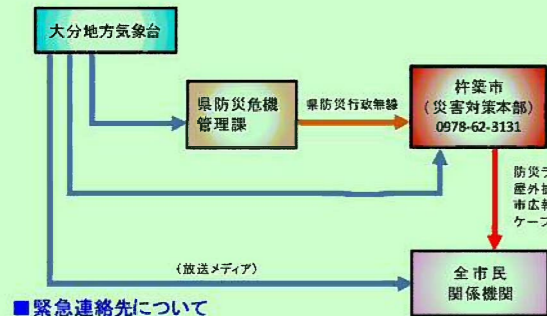 大分地方気象台
県防災危機
管理課
県防災行政無線
杵築市
（災害対策本部）
0978-62-3131
防災ラ
屋外
市広報
ケーブ
（放送メディア）
全市民
関係機関
■緊急連絡先について